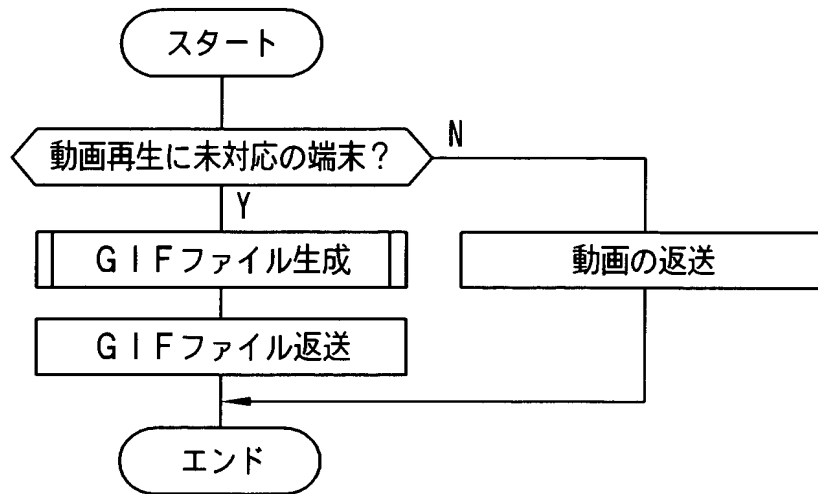 スタート
動画再生に未対応の端末?
N
Y
GIFファイル生成
動画の返送
GIFファイル返送
エンド